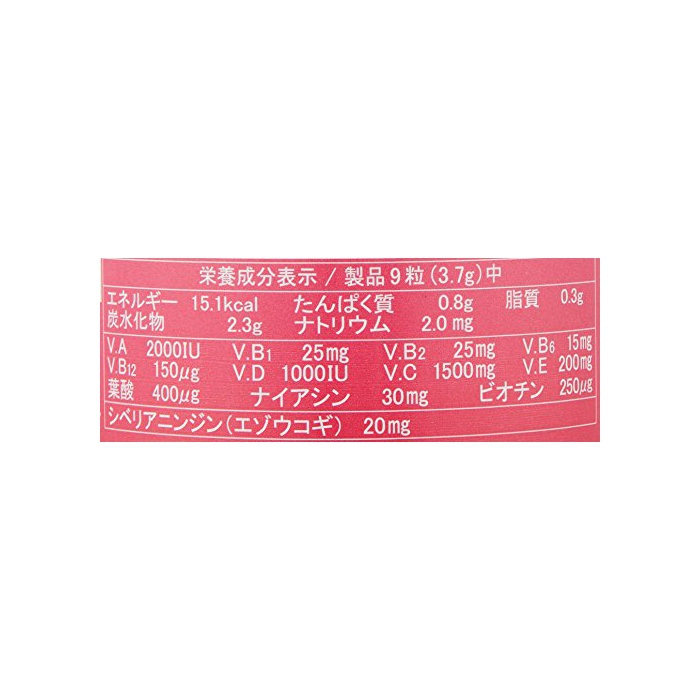 栄養成分表示 / 製品9粒(3.7g)中
エネルギー 15.1kcal たんぱく質 0.8g 脂質 0.3g
炭水化物 2.3g ナトリウム 2.0 mg
V.A 2000IU V.B1 25mg V.B2 25mg V.B6 15mg
V.B12 150μg V.D 1000IU V.C 1500mg V.E 200mg
葉酸 400μg ナイアシン 30mg ビオチン 250μg
シベリアニンジン(エゾウコギ) 20mg